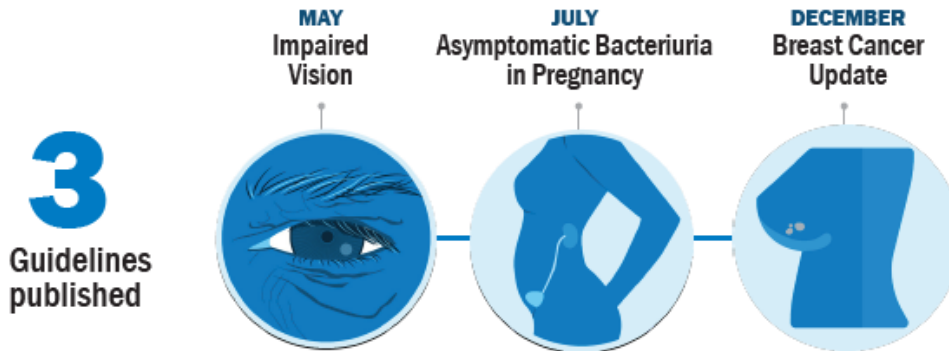 MAY
Impaired
Vision
JULY
Asymptomatic Bacteriuria
in Pregnancy
DECEMBER
Breast Cancer
Update
3
Guidelines
published